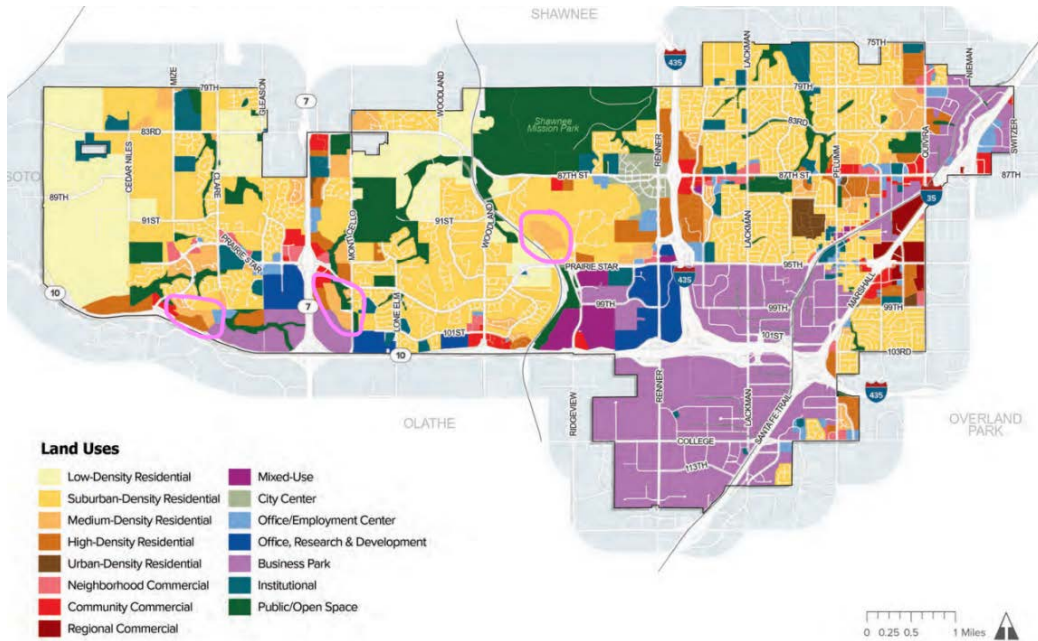 SHAWNEE
75TH
LACKMAN
NIEMAN
435
MIZE
GLEASON
WOODLAND
79TH
79TH
7
SWITZER
Shawnee
Mission Park
RENNER
83RD
83RD
QUIVIRA
CEDAR NILES
CLARE
PFLUMM
87TH ST
87TH ST
87TH
SOTO
89TH
35
MONTICELLO
91ST
91ST
WOODLAND
LACKMAN
PRAIRIE STAR
PRAIRIE STAR
95TH
435
MARSHALL
10
7
LONE ELM
99TH
99TH
99TH
101ST
101ST
10
103RD
OLATHE
RIDGEVIEW
RENNER
LACKMAN
SANTA FE TRAIL
435
OVERLAND
PARK
COLLEGE
113TH
Land Uses
Low-Density Residential
Suburban-Density Residential
Medium-Density Residential
High-Density Residential
Urban-Density Residential
Neighborhood Commercial
Community Commercial
Regional Commercial
Mixed-Use
City Center
Office/Employment Center
Office, Research & Development
Business Park
Institutional
Public/Open Space
0 0.25 0.5 1 Miles